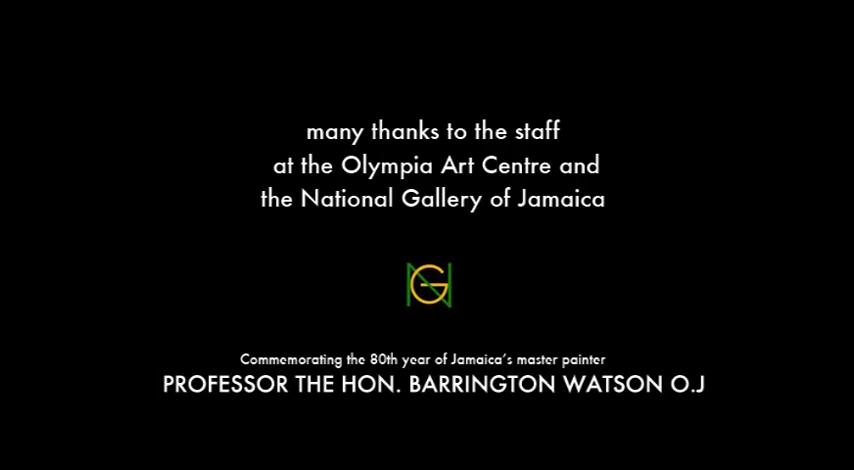 many thanks to the staff
at the Olympia Art Centre and
the National Gallery of Jamaica
NG
Commemorating the 80th year of Jamaica's master painter
PROFESSOR THE HON. BARRINGTON WATSON O.J